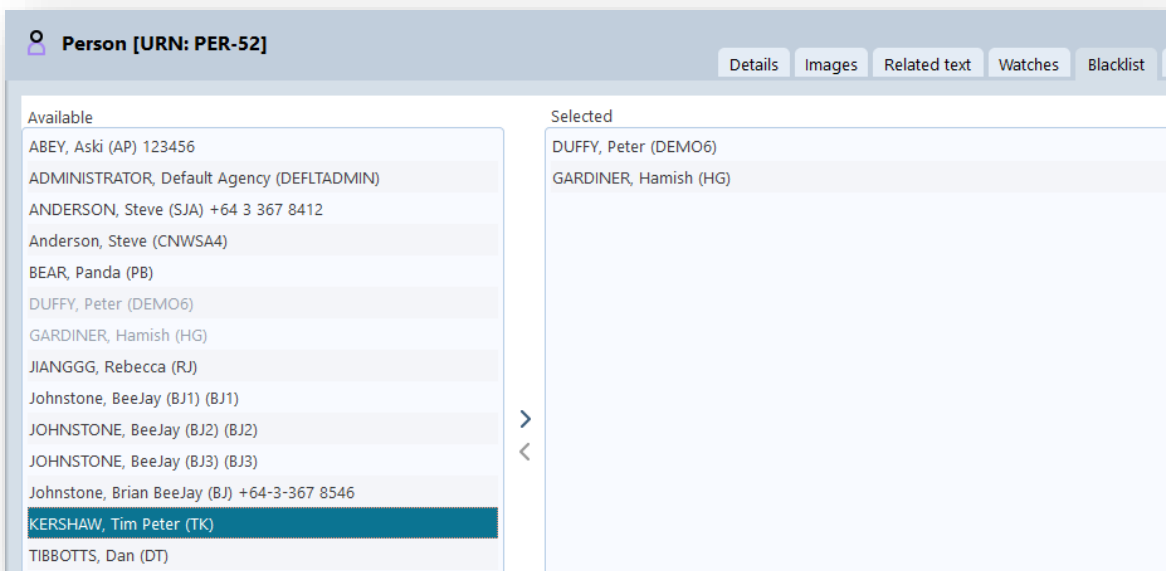 Person [URN: PER-52]
Details Images Related text Watches Blacklist
Available
ABEY, Aski (AP) 123456
ADMINISTRATOR, Default Agency (DEFLTADMIN)
ANDERSON, Steve (SJA) +64 3 367 8412
Anderson, Steve (CNWSA4)
BEAR, Panda (PB)
DUFFY, Peter (DEMO6)
GARDINER, Hamish (HG)
JIANGGG, Rebecca (RJ)
Johnstone, BeeJay (BJ1) (BJ1)
JOHNSTONE, BeeJay (BJ2) (BJ2)
JOHNSTONE, BeeJay (BJ3) (BJ3)
Johnstone, Brian BeeJay (BJ) +64-3-367 8546
KERSHAW, Tim Peter (TK)
TIBBOTTS, Dan (DT)
Selected
DUFFY, Peter (DEMO6)
GARDINER, Hamish (HG)